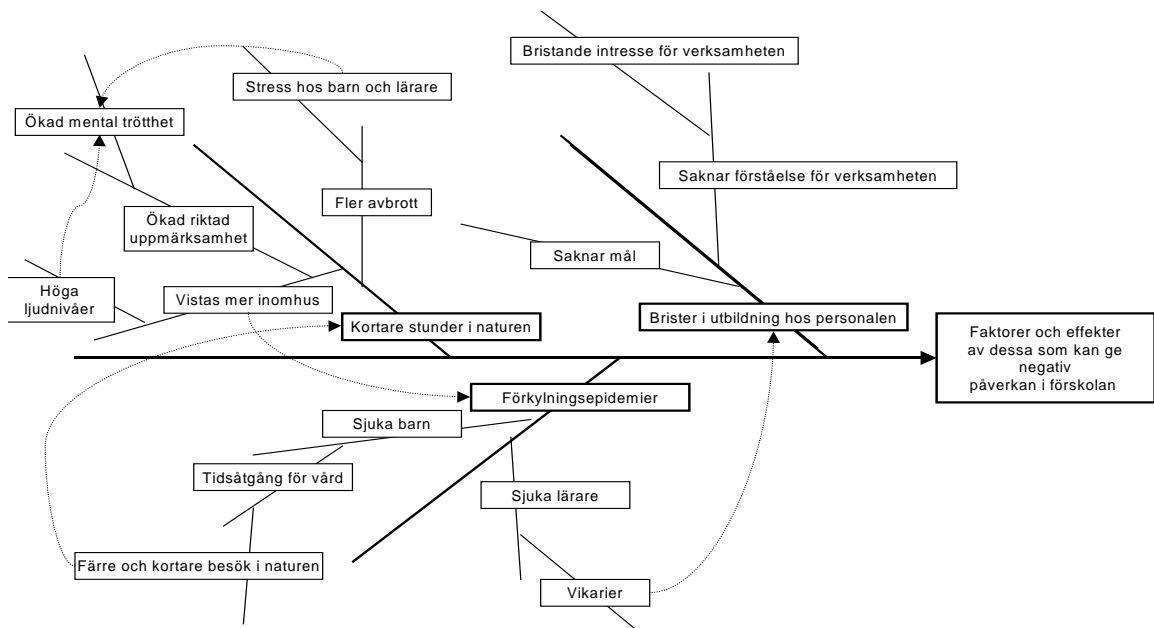 Bristande intresse för verksamheten
Stress hos barn och lärare
Ökad mental trötthet
Saknar förståelse för verksamheten
Fler avbrott
Ökad riktad
uppmärksamhet
Saknar mål
Höga
ljudnivåer
Vistas mer inomhus
Kortare stunder i naturen
Brister i utbildning hos personalen
Faktorer och effekter
av dessa som kan ge
negativ
påverkan i förskolan
Förkylningsepidemier
Sjuka barn
Tidsåtgång för vård
Sjuka lärare
Färre och kortare besök i naturen
Vikarier